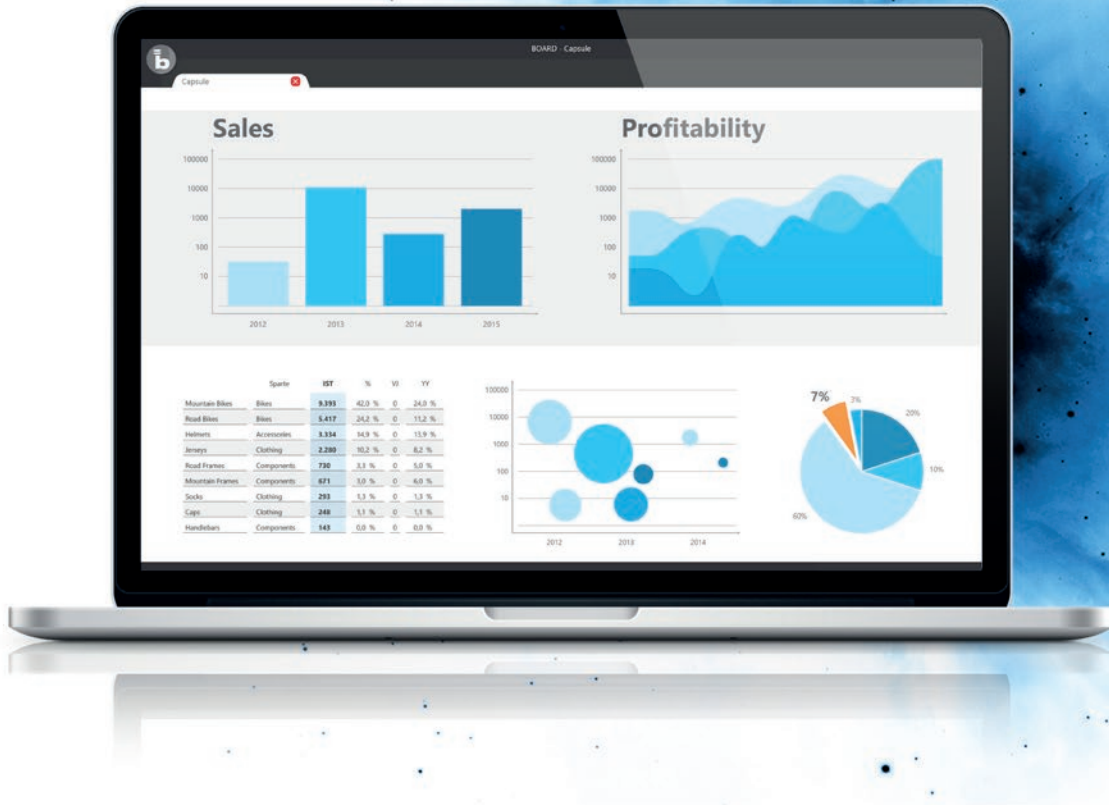 BOARD - Capsule
b
Capsule
Sales
100000
10000
1000
100
10
2012 2013 2014 2015
Profitability
100000
10000
1000
100
10
Sparte IST % VJ YY
Mountain Bikes Bikes 9.393 42,0 % 0 24,0 %
Road Bikes Bikes 5.417 24,2 % 0 11,2 %
Helmets Accessories 3.334 14,9 % 0 13,9 %
Jerseys Clothing 2.280 10,2 % 0 8,2 %
Road Frames Components 730 3,3 % 0 5,0 %
Mountain Frames Components 671 3,0 % 0 6,0 %
Socks Clothing 293 1,3 % 0 1,3 %
Caps Clothing 248 1,1 % 0 1,1 %
Handlebars Components 143 0,0 % 0 0,0 %
100000
10000
1000
100
10
2012 2013 2014
7% 3% 20%
10%
60%